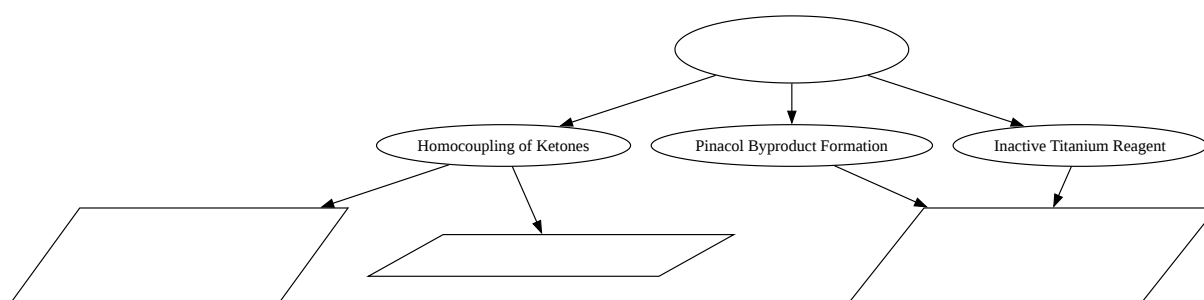 Homocoupling of Ketones
Pinacol Byproduct Formation
Inactive Titanium Reagent